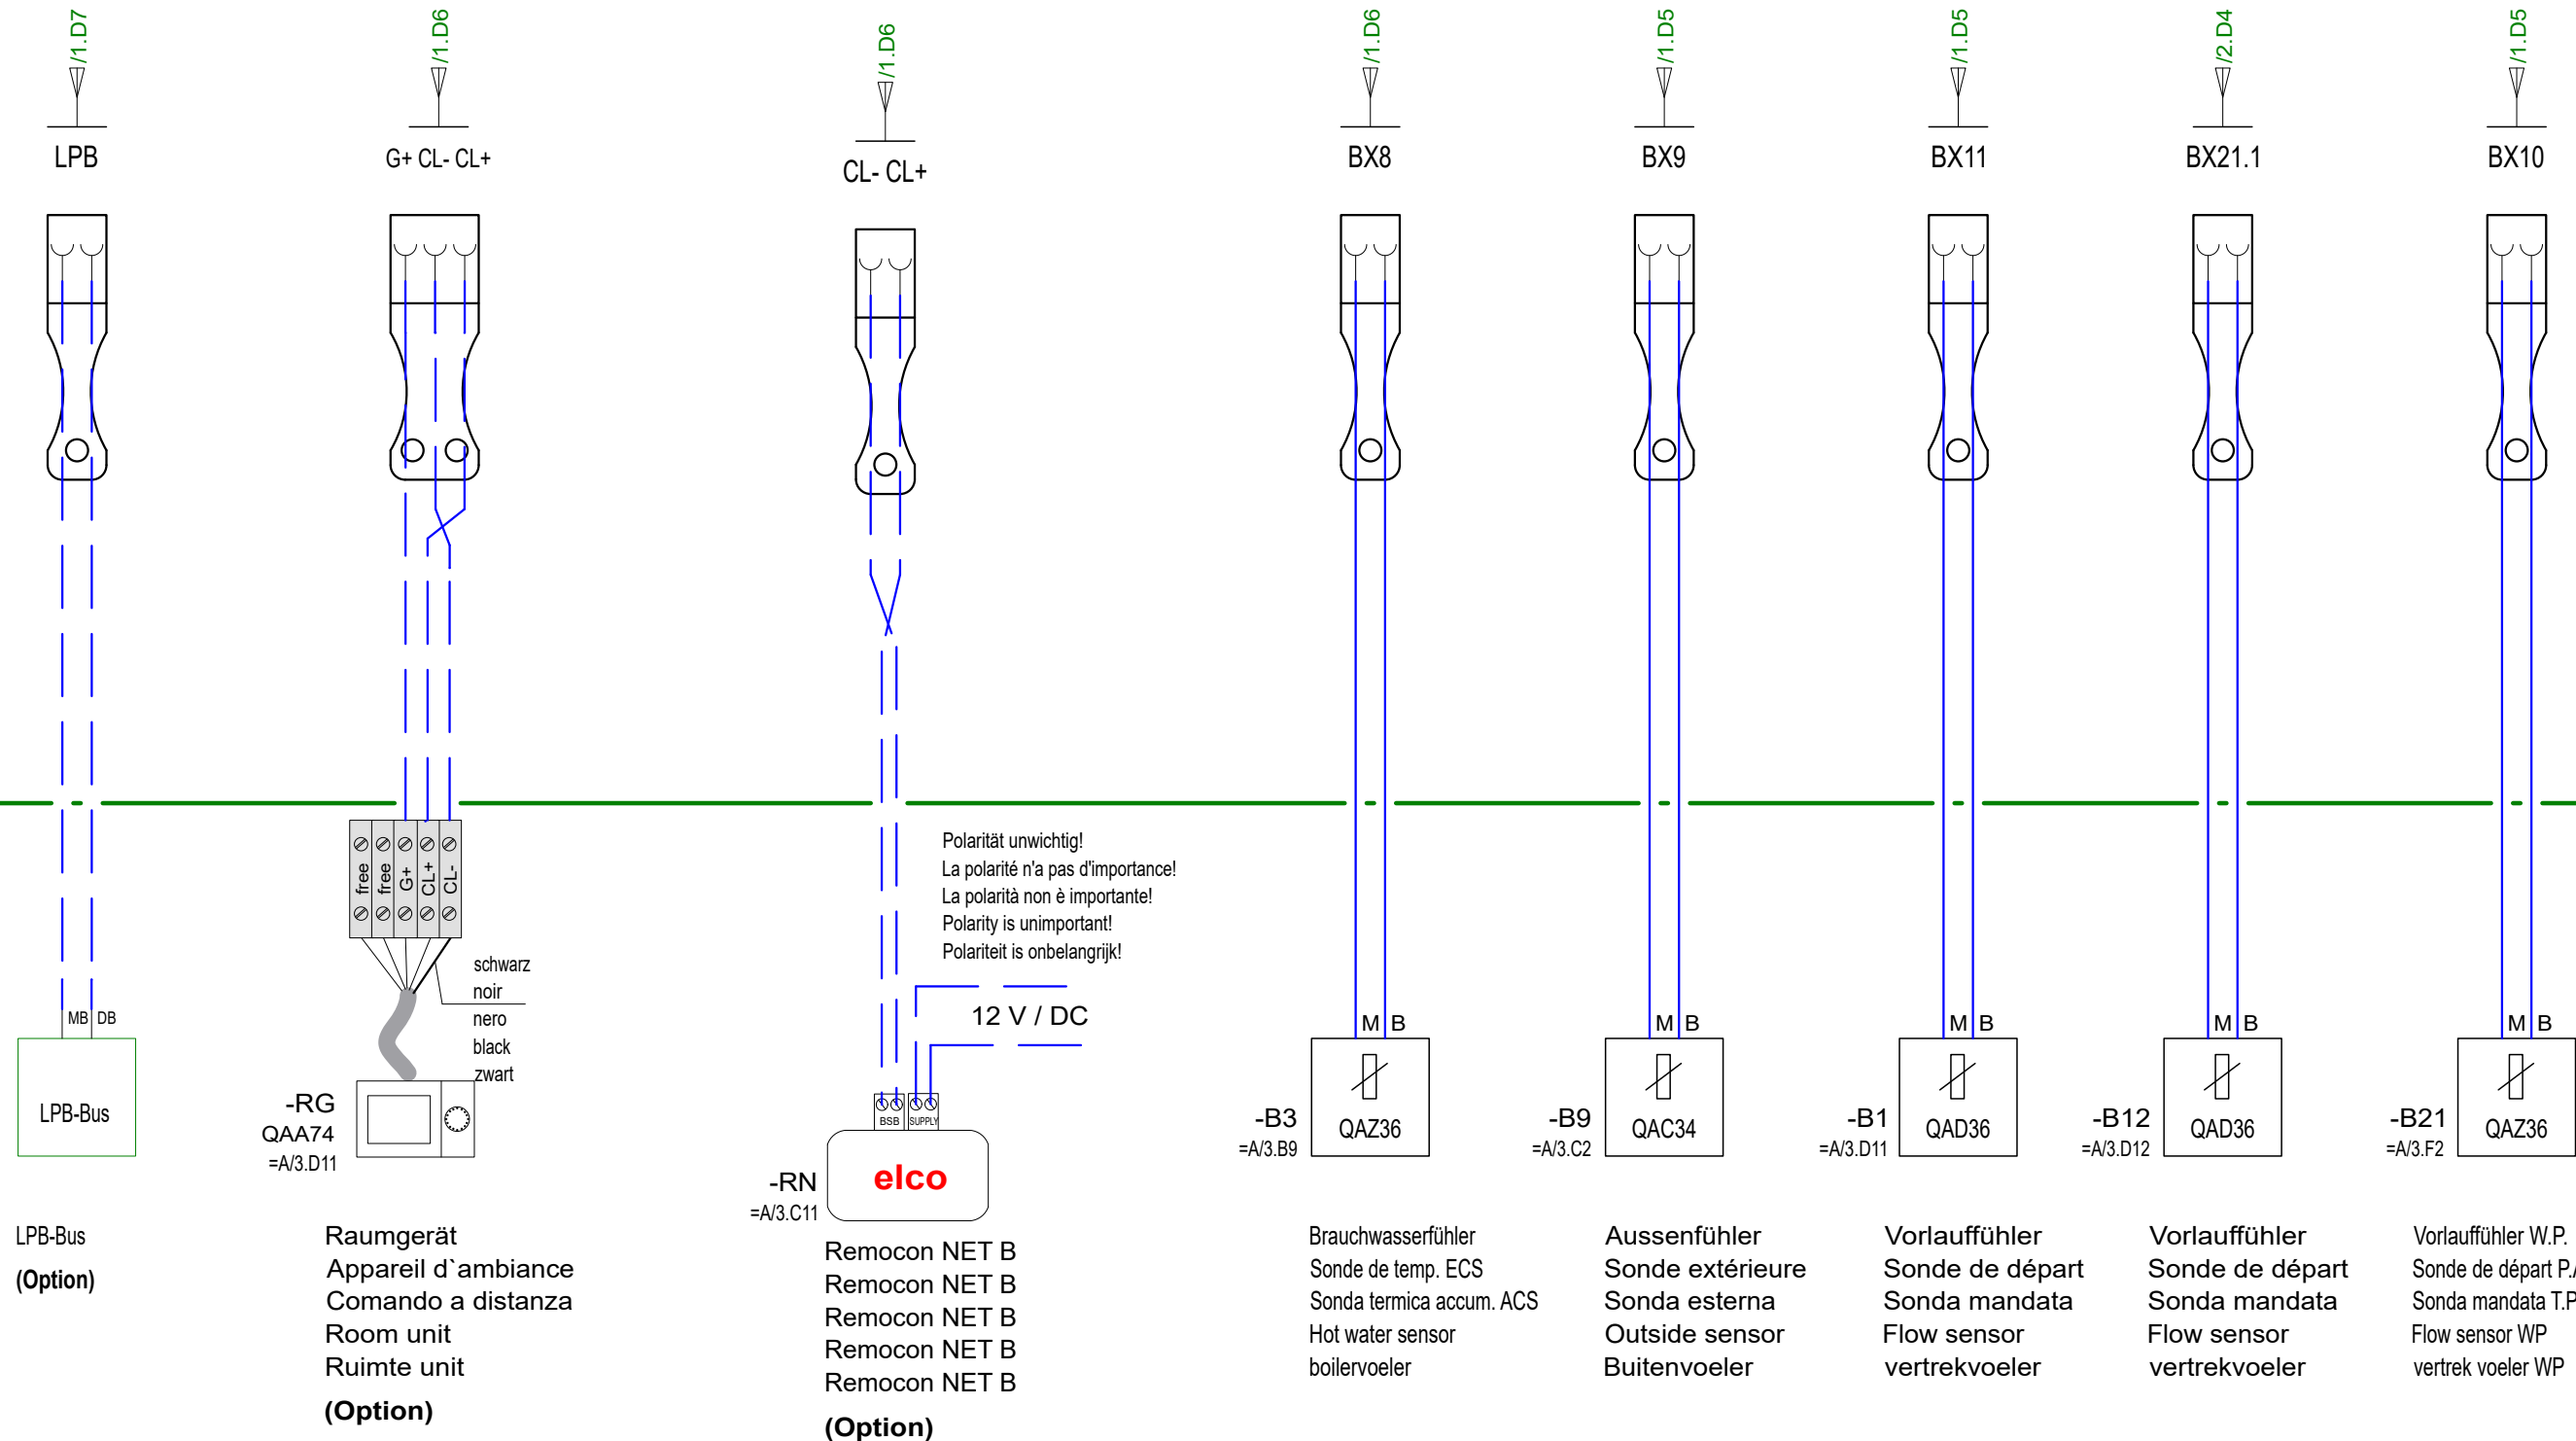 /1.D7
/1.D6
/1.D6
/1.D6
/1.D5
/1.D5
/2.D4
/1.D5
LPB
G+ CL- CL+
CL- CL+
BX8
BX9
BX11
BX21.1
BX10
free
free
G+
CL+
CL-
schwarz
noir
nero
black
zwart
Polarität unwichtig!
La polarité n'a pas d'importance!
La polarità non è importante!
Polarity is unimportant!
Polariteit is onbelangrijk!
12 V / DC
MB DB
LPB-Bus
-RG
QAA74
=A/3.D11
BSB
SUPPLY
elco
-RN
=A/3.C11
M B
QAZ36
-B3
=A/3.B9
M B
QAC34
-B9
=A/3.C2
M B
QAD36
-B1
=A/3.D11
M B
QAD36
-B12
=A/3.D12
M B
QAZ36
-B21
=A/3.F2
LPB-Bus
(Option)
Raumgerät
Appareil d`ambiance
Comando a distanza
Room unit
Ruimte unit
(Option)
Remocon NET B
Remocon NET B
Remocon NET B
Remocon NET B
Remocon NET B
(Option)
Brauchwasserfühler
Sonde de temp. ECS
Sonda termica accum. ACS
Hot water sensor
boilervoeler
Aussenfühler
Sonde extérieure
Sonda esterna
Outside sensor
Buitenvoeler
Vorlauffühler
Sonde de départ
Sonda mandata
Flow sensor
vertrekvoeler
Vorlauffühler
Sonde de départ
Sonda mandata
Flow sensor
vertrekvoeler
Vorlauffühler W.P.
Sonde de départ P.
Sonda mandata T.P
Flow sensor WP
vertrek voeler WP